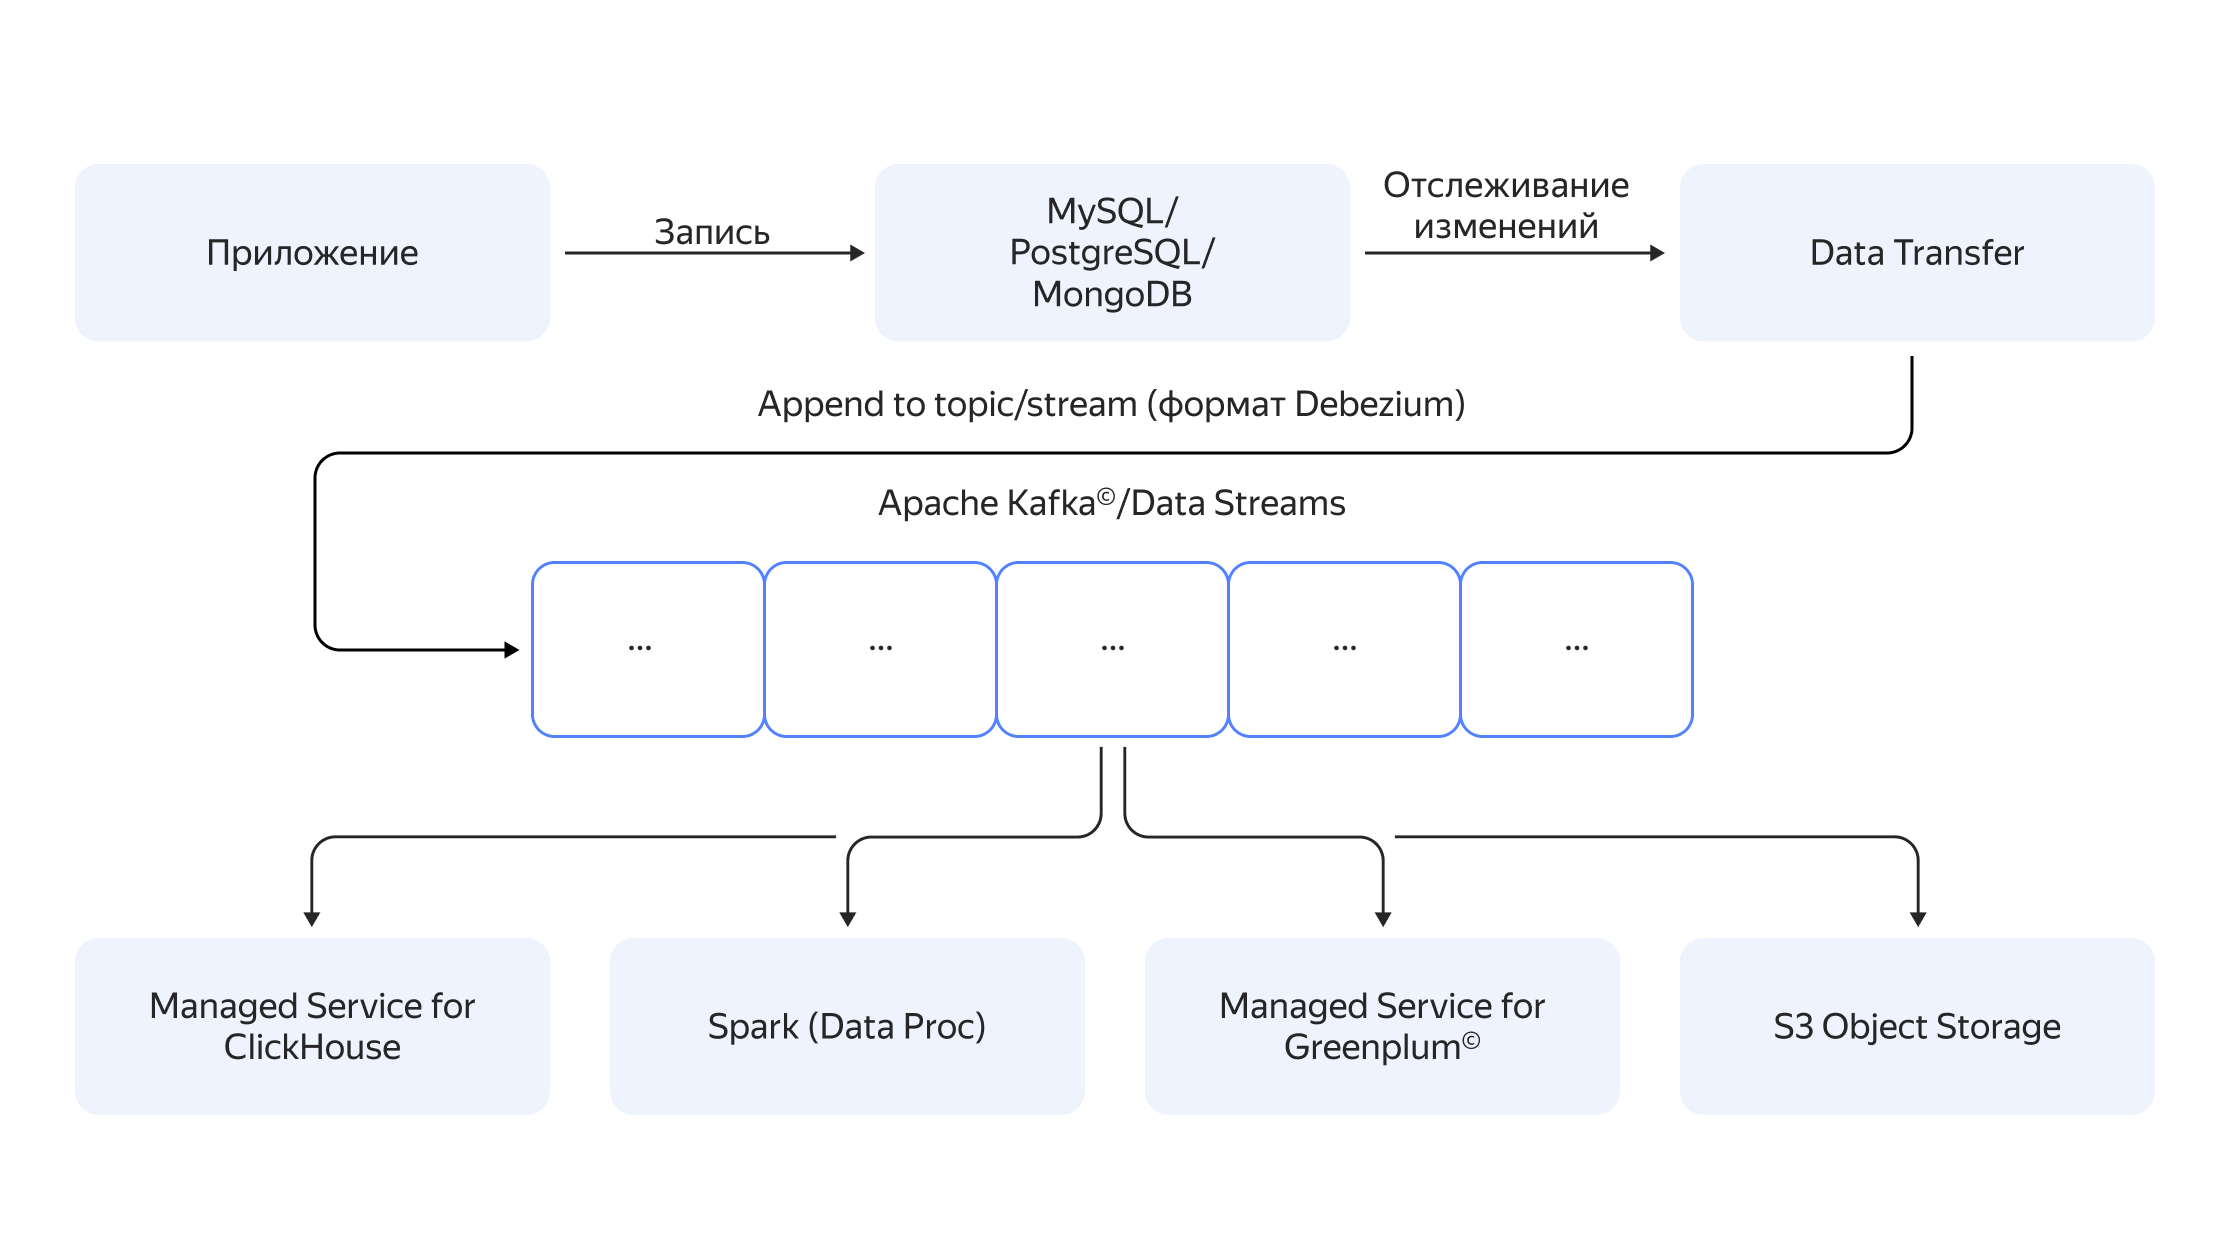 Приложение
Запись
MySQL/
PostgreSQL/
MongoDB
Отслеживание
изменений
Data Transfer
Append to topic/stream (формат Debezium)
Apache Kafka©/Data Streams
... ... ... ... ...
Managed Service for
ClickHouse
Spark (Data Proc)
Managed Service for
Greenplum©
S3 Object Storage